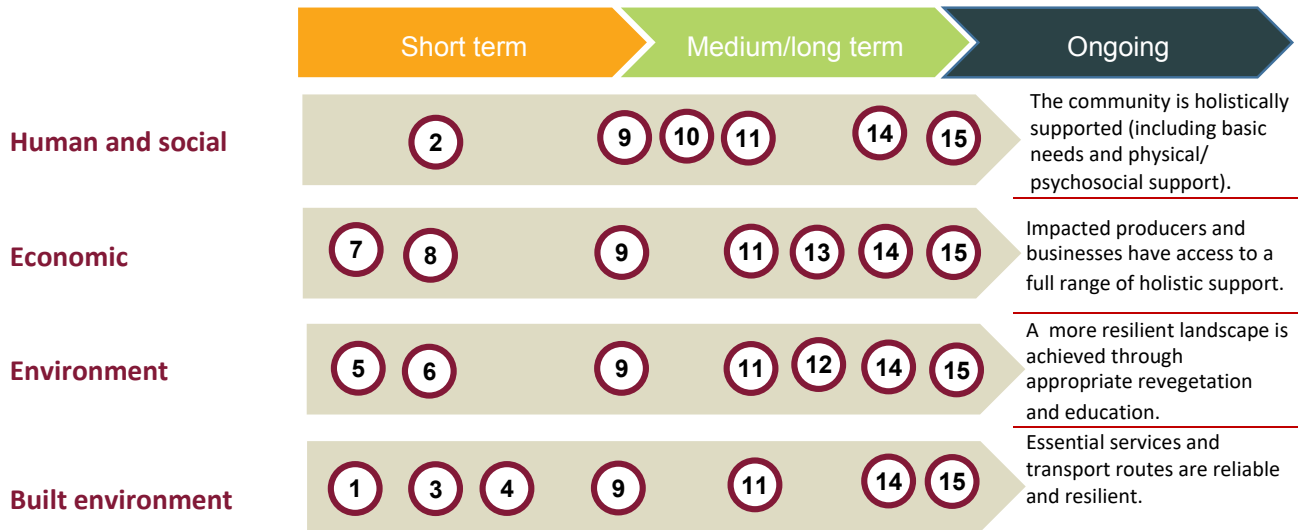 Short term Medium/long term Ongoing
Human and social 2 9 10 11 14 15
The community is holistically
supported (including basic
needs and physical/
psychosocial support).
Economic 7 8 9 11 13 14 15
Impacted producers and
businesses have access to a
full range of holistic support.
Environment 5 6 9 11 12 14 15
A more resilient landscape is
achieved through
appropriate revegetation
and education.
Built environment 1 3 4 9 11 14 15
Essential services and
transport routes are reliable
and resilient.